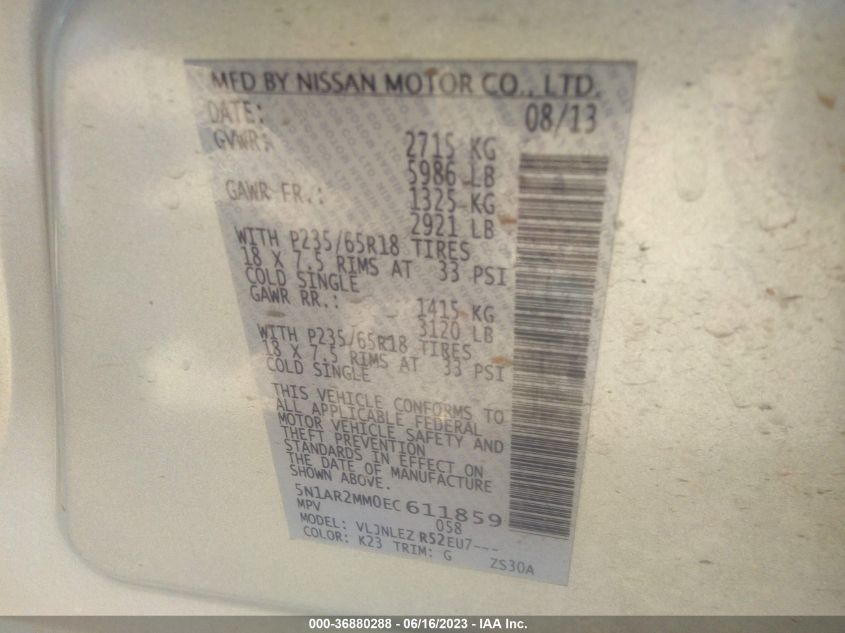 MFD BY NISSAN MOTOR CO., LTD.
DATE: 08/13
GVWR: 2715 KG
5986 LB
GAWR FR.: 1325 KG
2921 LB
WITH P235/65R18 TIRES
18 X 7.5 RIMS AT 33 PSI
COLD SINGLE
GAWR RR.: 1415 KG
3120 LB
WITH P235/65R18 TIRES
18 X 7.5 RIMS AT 33 PSI
COLD SINGLE
THIS VEHICLE CONFORMS TO
ALL APPLICABLE FEDERAL
MOTOR VEHICLE SAFETY AND
THEFT PREVENTION
STANDARDS IN EFFECT ON
THE DATE OF MANUFACTURE
SHOWN ABOVE.
5N1AR2MM0EC611859
MPV 058
MODEL: VLJNLEZ R52EU7---
COLOR: K23 TRIM: G ZS30A
000-36880288 - 06/16/2023 - IAA Inc.